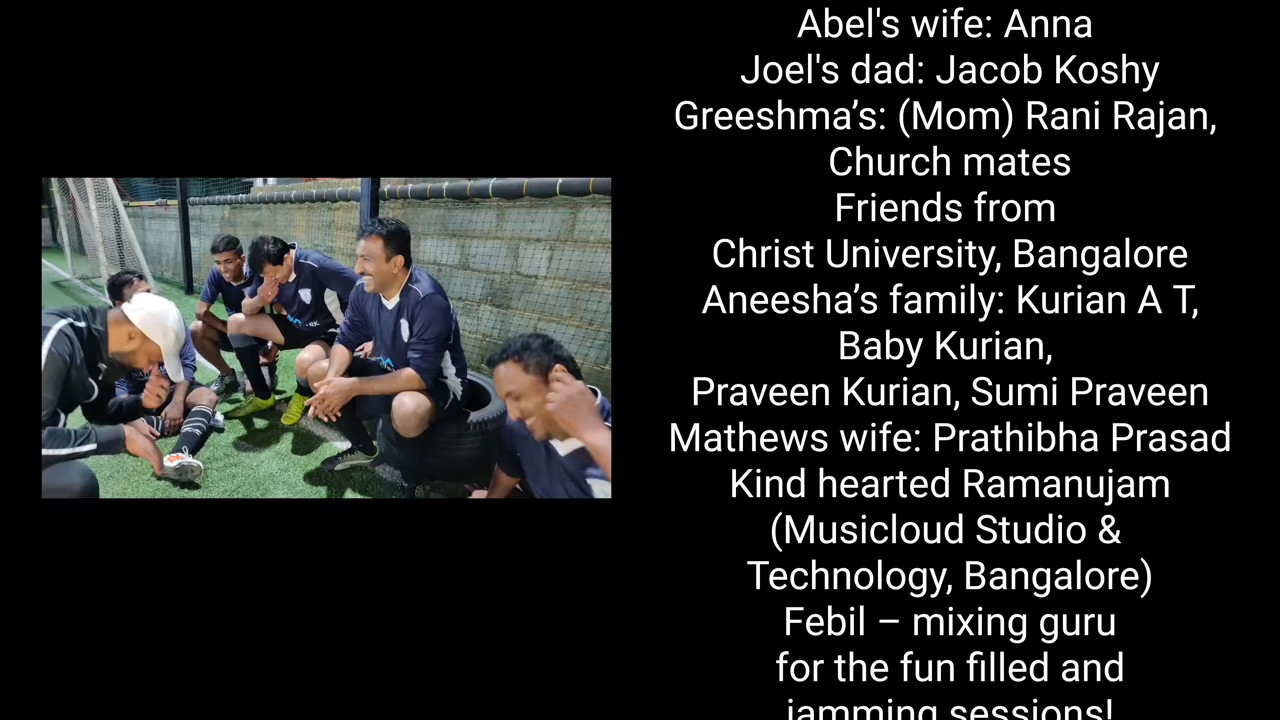 Abel's wife: Anna
Joel's dad: Jacob Koshy
Greeshma’s: (Mom) Rani Rajan,
Church mates
Friends from
Christ University, Bangalore
Aneesha’s family: Kurian A T,
Baby Kurian,
Praveen Kurian, Sumi Praveen
Mathews wife: Prathibha Prasad
Kind hearted Ramanujam
(Musicloud Studio &
Technology, Bangalore)
Febil – mixing guru
for the fun filled and
jamming sessions!